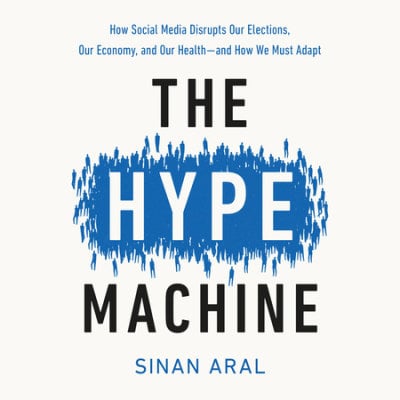 How Social Media Disrupts Our Elections,
Our Economy, and Our Health—and How We Must Adapt
THE
HYPE
MACHINE
SINAN ARAL